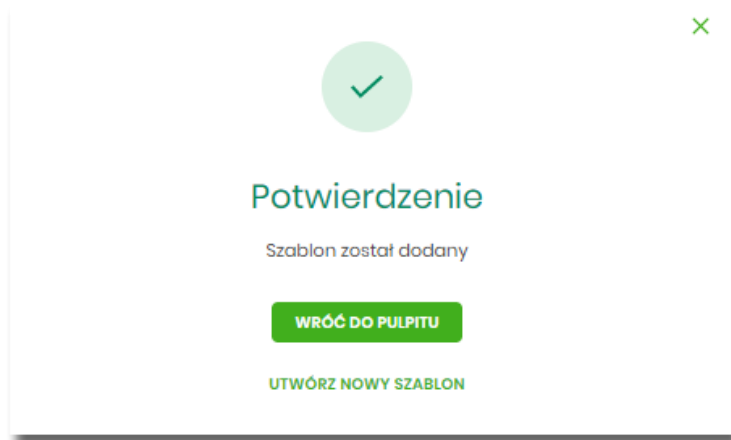 Potwierdzenie
Szablon został dodany
WRÓĆ DO PULPITU
UTWÓRZ NOWY SZABLON